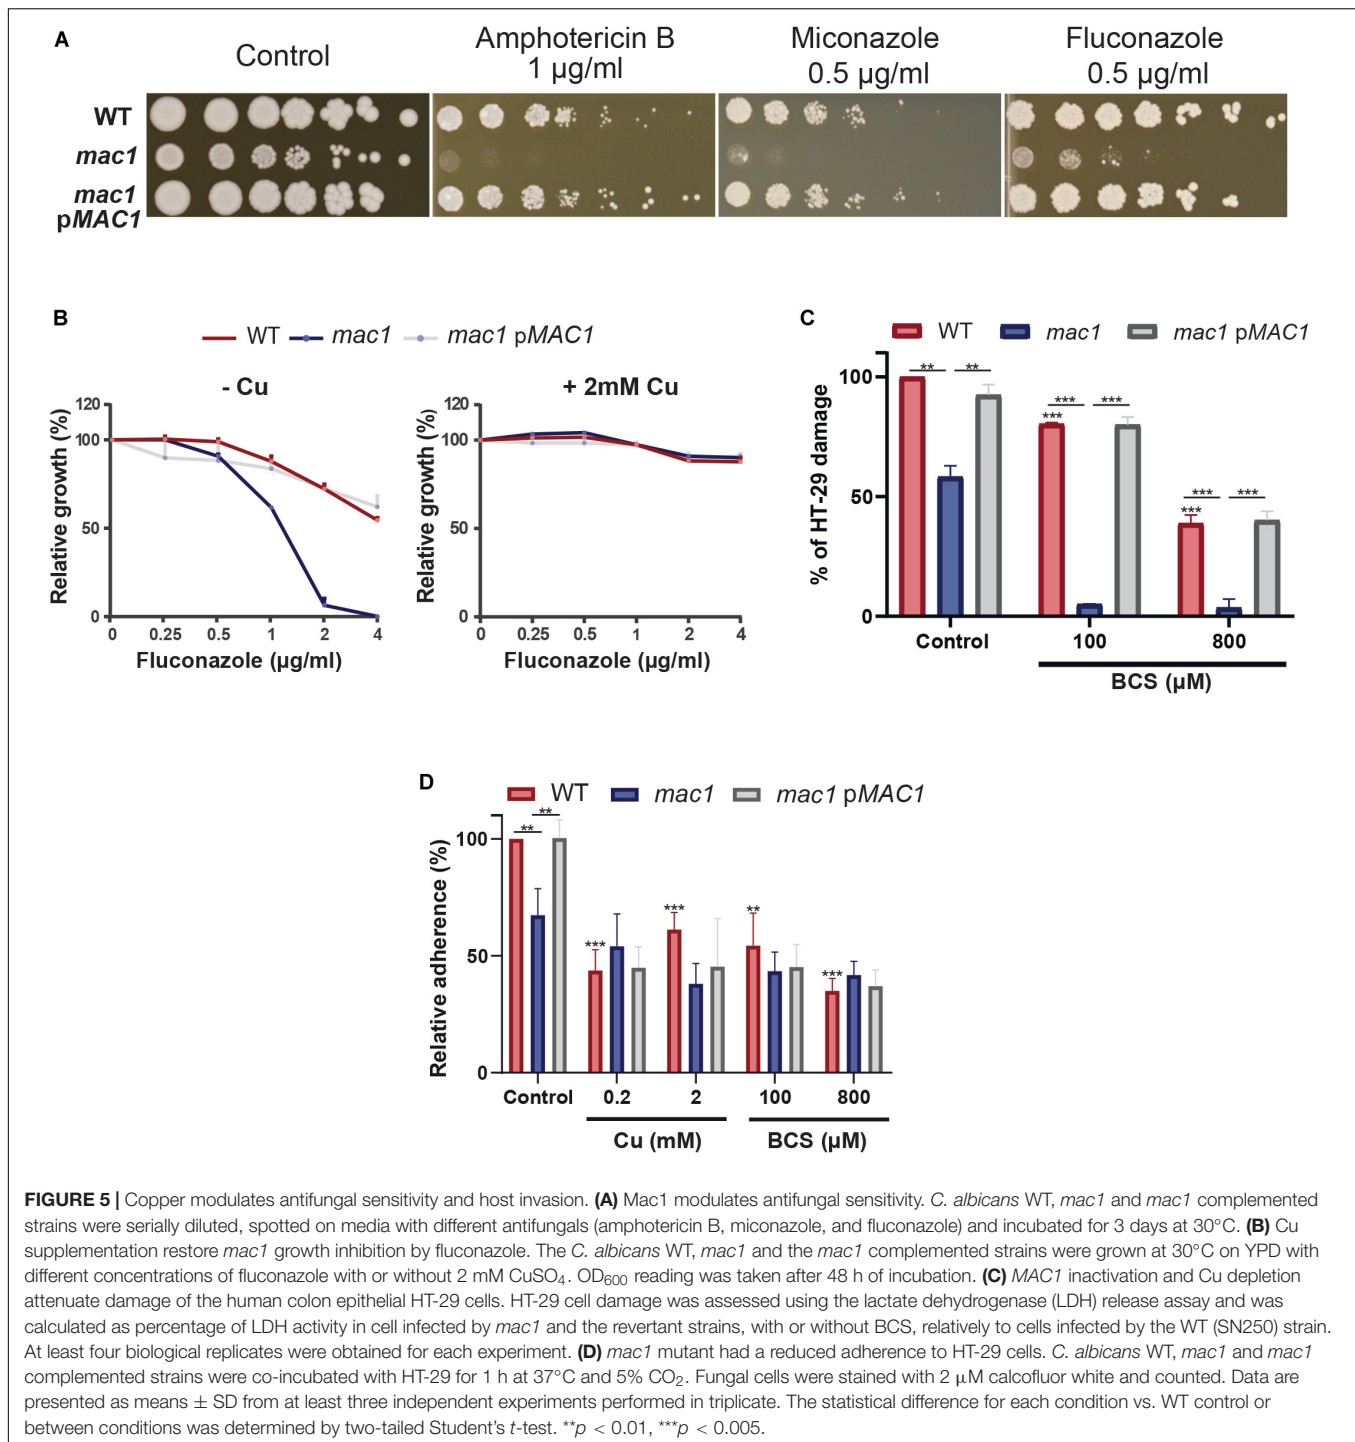 A
Control
Amphotericin B
1 µg/ml
Miconazole
0.5 µg/ml
Fluconazole
0.5 µg/ml
WT
mac1
mac1
pMAC1
B
WT mac1 mac1 pMAC1
- Cu
Relative growth (%)
120
100
50
0
0 0.25 0.5 1 2 4
Fluconazole (µg/ml)
+ 2mM Cu
Relative growth (%)
120
100
50
0
0 0.25 0.5 1 2 4
Fluconazole (µg/ml)
C
WT mac1 mac1 pMAC1
% of HT-29 damage
100
50
0
** **
*** ***
***
*** ***
***
Control 100 800
BCS (µM)
D
WT mac1 mac1 pMAC1
Relative adherence (%)
100
50
0
** **
***
***
**
***
Control 0.2 2 100 800
Cu (mM) BCS (µM)
FIGURE 5 | Copper modulates antifungal sensitivity and host invasion. (A) Mac1 modulates antifungal sensitivity. C. albicans WT, mac1 and mac1 complemented
strains were serially diluted, spotted on media with different antifungals (amphotericin B, miconazole, and fluconazole) and incubated for 3 days at 30°C. (B) Cu
supplementation restore mac1 growth inhibition by fluconazole. The C. albicans WT, mac1 and the mac1 complemented strains were grown at 30°C on YPD with
different concentrations of fluconazole with or without 2 mM CuSO₄. OD₆₀₀ reading was taken after 48 h of incubation. (C) MAC1 inactivation and Cu depletion
attenuate damage of the human colon epithelial HT-29 cells. HT-29 cell damage was assessed using the lactate dehydrogenase (LDH) release assay and was
calculated as percentage of LDH activity in cell infected by mac1 and the revertant strains, with or without BCS, relatively to cells infected by the WT (SN250) strain.
At least four biological replicates were obtained for each experiment. (D) mac1 mutant had a reduced adherence to HT-29 cells. C. albicans WT, mac1 and mac1
complemented strains were co-incubated with HT-29 for 1 h at 37°C and 5% CO₂. Fungal cells were stained with 2 µM calcofluor white and counted. Data are
presented as means ± SD from at least three independent experiments performed in triplicate. The statistical difference for each condition vs. WT control or
between conditions was determined by two-tailed Student's t-test. **p < 0.01, ***p < 0.005.